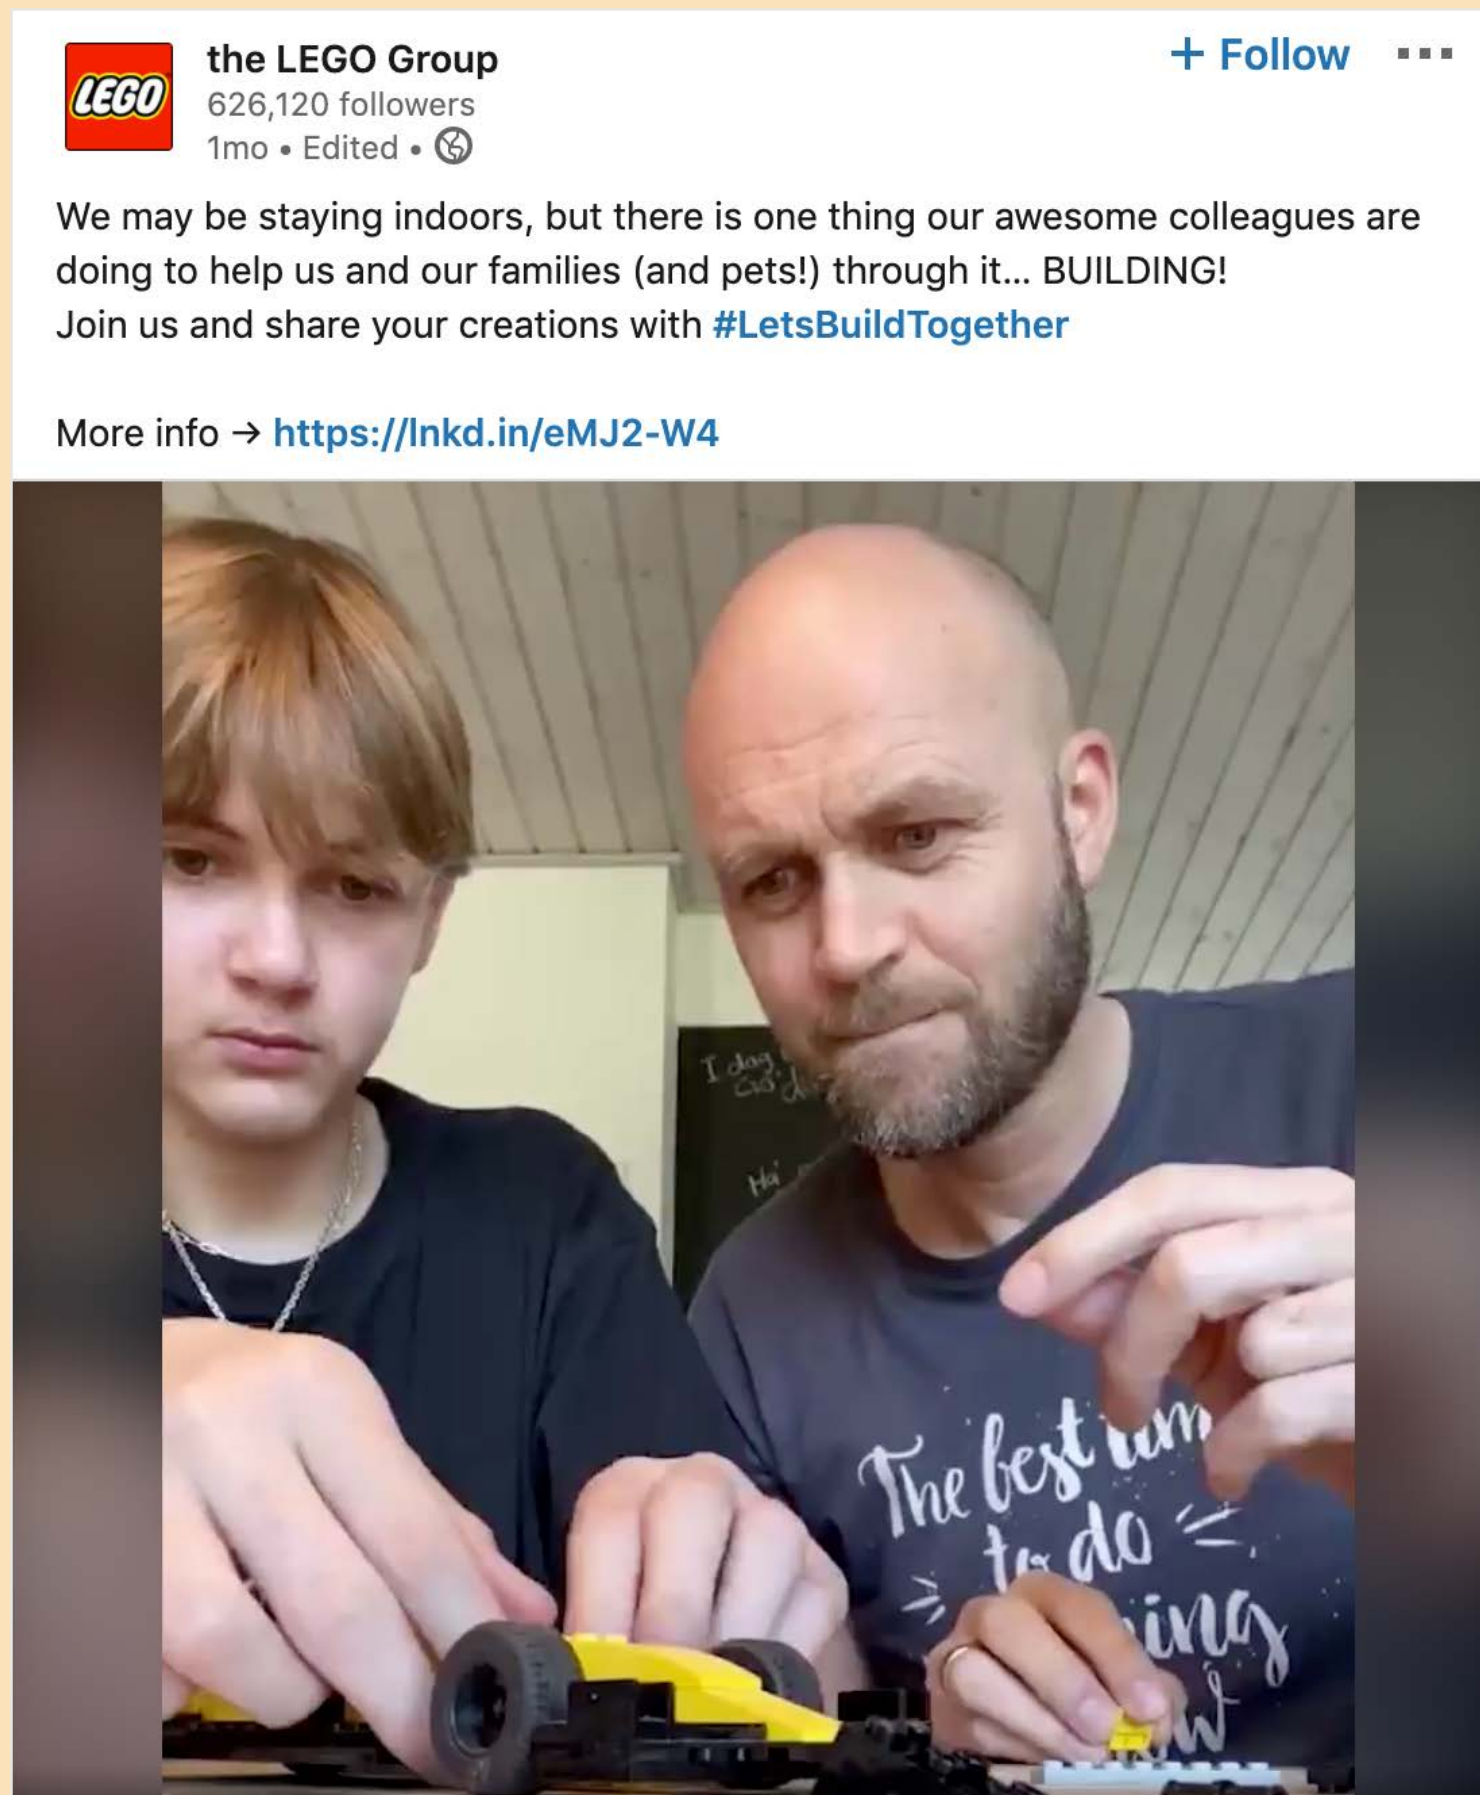 LEGO
the LEGO Group
626,120 followers
1mo • Edited •
+ Follow
We may be staying indoors, but there is one thing our awesome colleagues are
doing to help us and our families (and pets!) through it... BUILDING!
Join us and share your creations with #LetsBuildTogether
More info → https://lnkd.in/eMJ2-W4
I dag
The best
to do